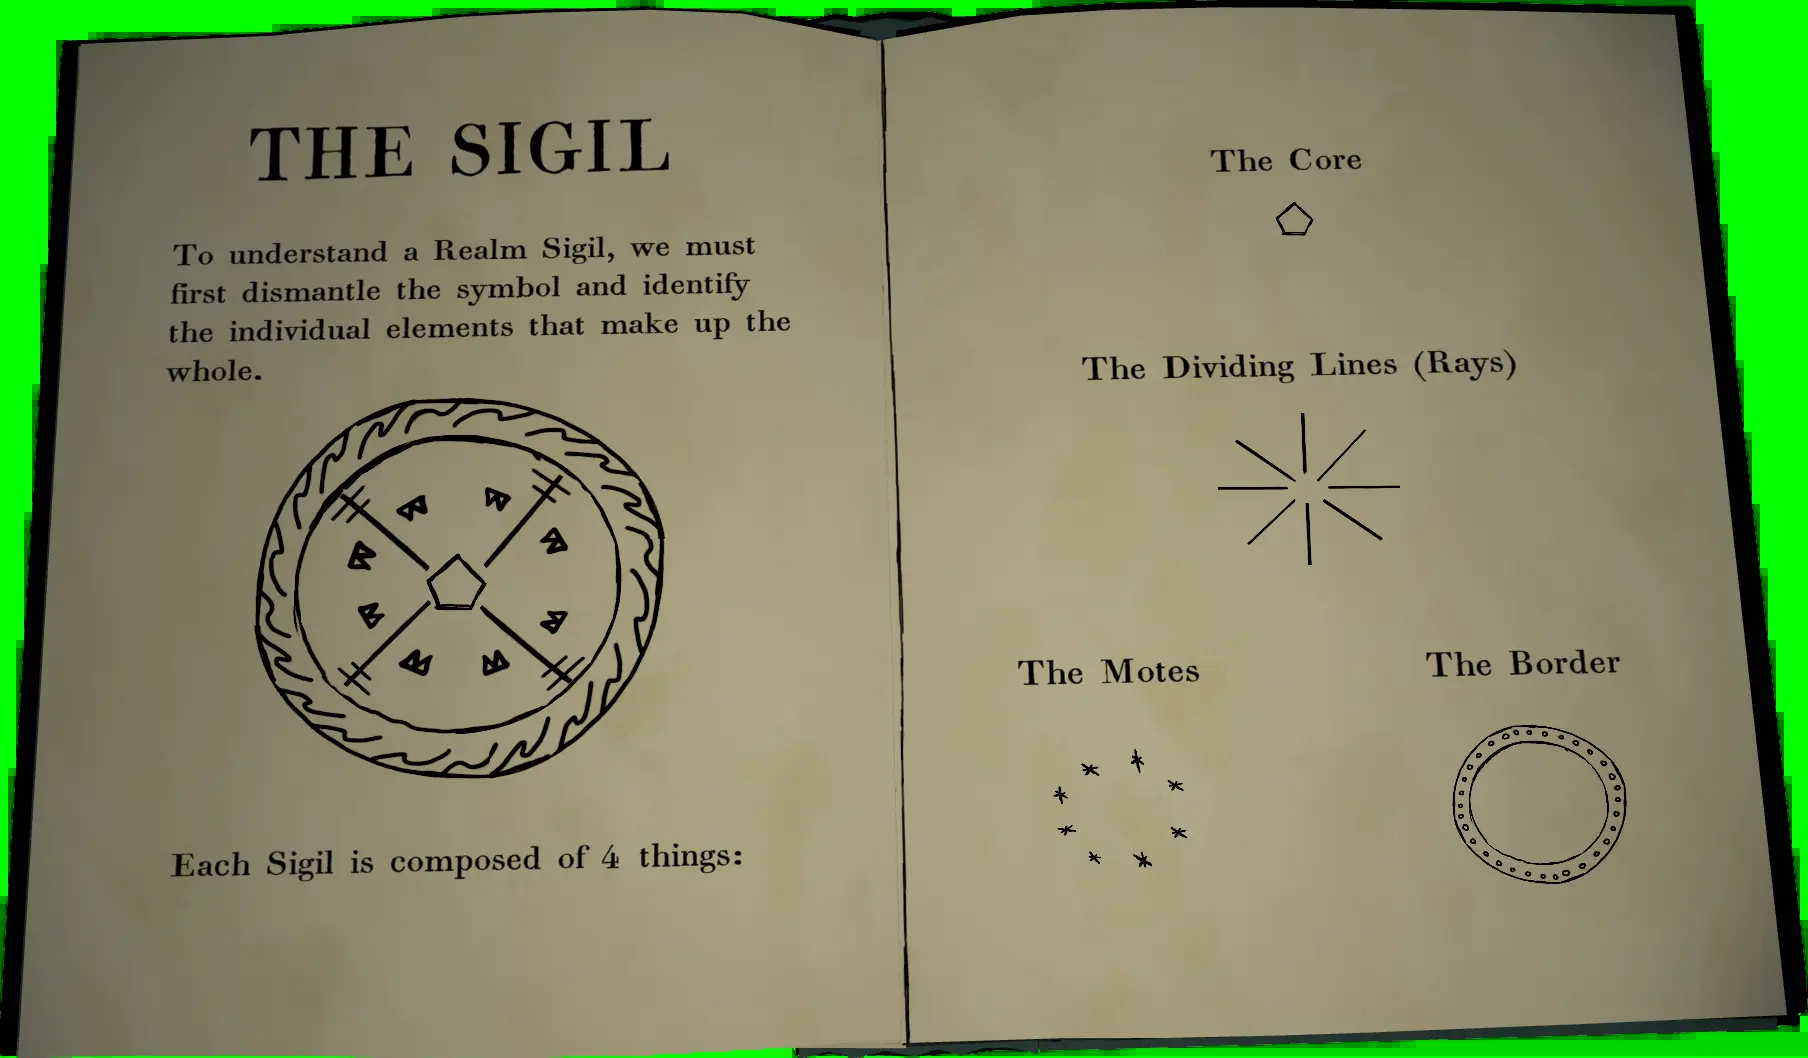 THE SIGIL
To understand a Realm Sigil, we must
first dismantle the symbol and identify
the individual elements that make up the
whole.
Each Sigil is composed of 4 things:
The Core
The Dividing Lines (Rays)
The Motes
The Border